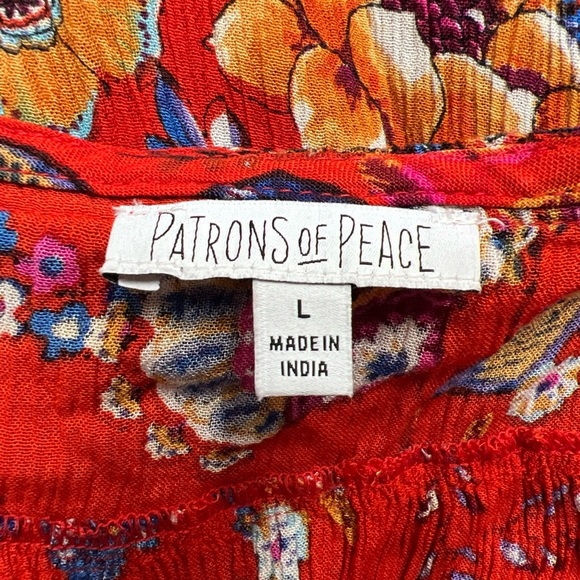 PATRONS OF PEACE
L
MADE IN
INDIA